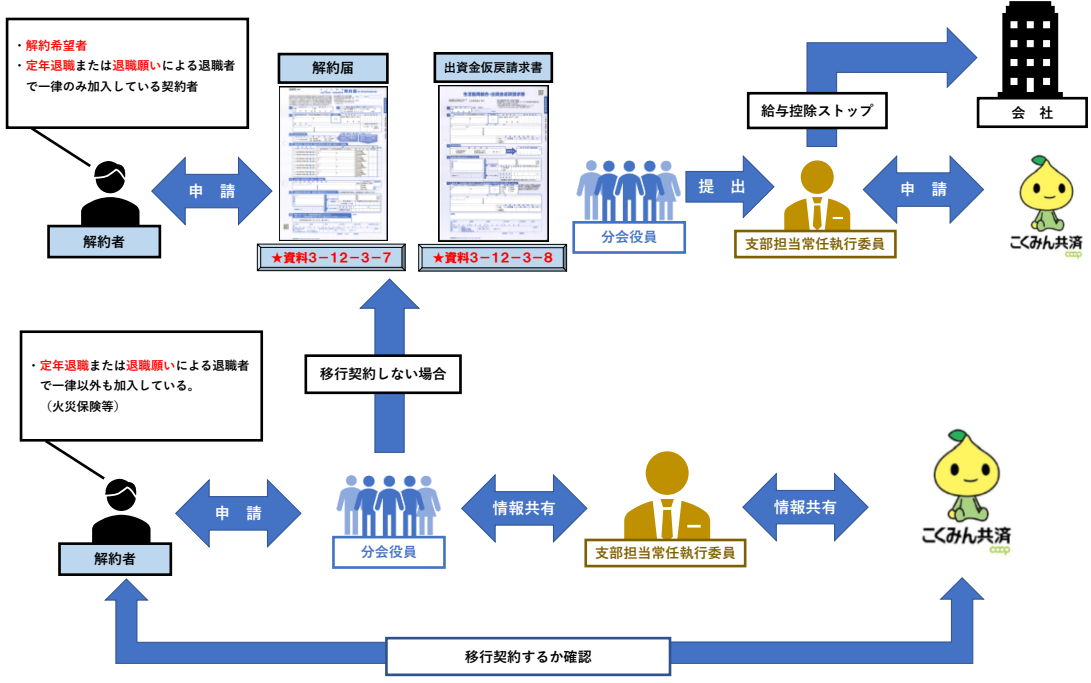 ・解約希望者
・定年退職または退職願いによる退職者
で一律のみ加入している契約者
解約者
申　請
解約届
★資料3－12－3－7
出資金仮戻請求書
★資料3－12－3－8
分会役員
提　出
給与控除ストップ
会　社
支部担当常任執行委員
申　請
こくみん共済
coop
移行契約しない場合
・定年退職または退職願いによる退職者
で一律以外も加入している。
（火災保険等）
解約者
申　請
分会役員
情報共有
支部担当常任執行委員
情報共有
こくみん共済
coop
移行契約するか確認